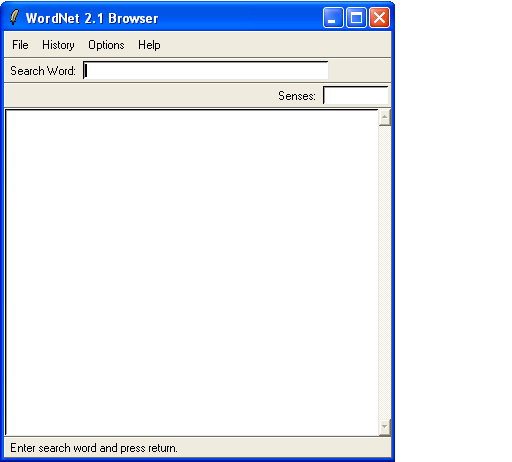 WordNet 2.1 Browser
File History Options Help
Search Word:
Senses:
Enter search word and press return.